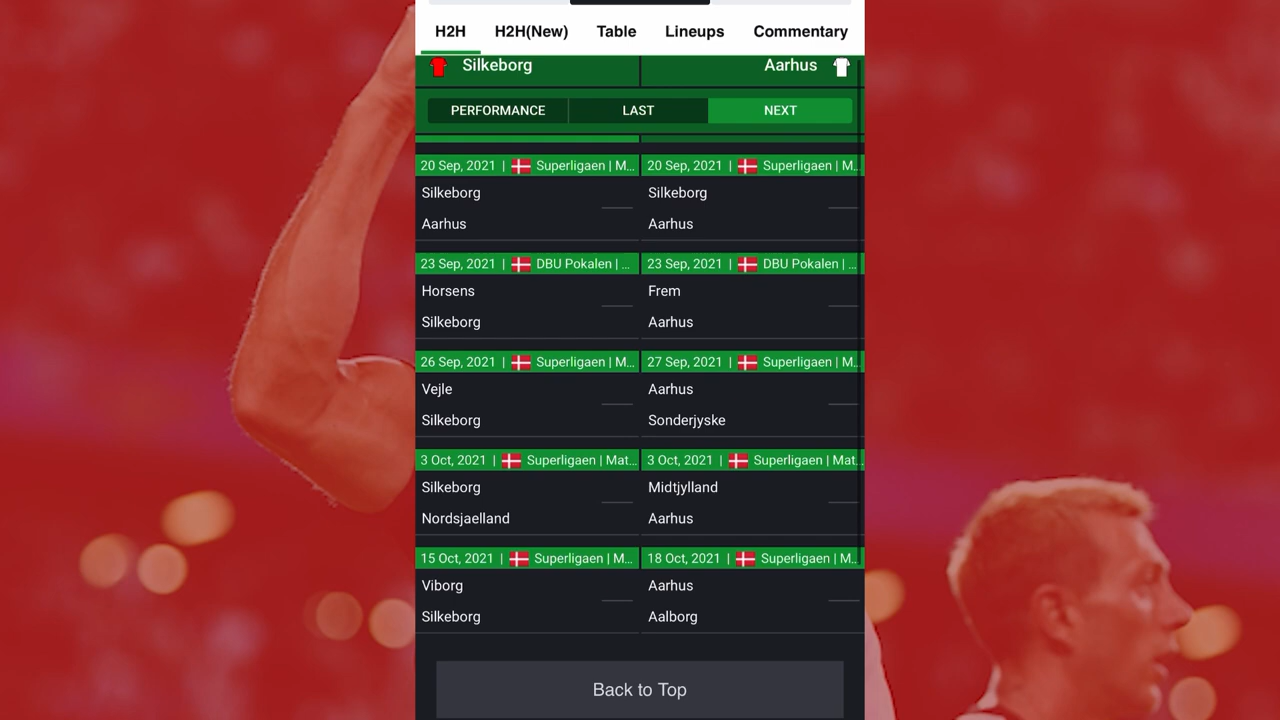 H2H H2H(New) Table Lineups Commentary
Silkeborg Aarhus
PERFORMANCE LAST NEXT
20 Sep, 2021 | Superligaen | M... 20 Sep, 2021 | Superligaen | M...
Silkeborg Silkeborg
Aarhus Aarhus
23 Sep, 2021 | DBU Pokalen | ... 23 Sep, 2021 | DBU Pokalen | ...
Horsens Frem
Silkeborg Aarhus
26 Sep, 2021 | Superligaen | M... 27 Sep, 2021 | Superligaen | M...
Vejle Aarhus
Silkeborg Sonderjyske
3 Oct, 2021 | Superligaen | Mat... 3 Oct, 2021 | Superligaen | Mat...
Silkeborg Midtjylland
Nordsjaelland Aarhus
15 Oct, 2021 | Superligaen | M... 18 Oct, 2021 | Superligaen | M...
Viborg Aarhus
Silkeborg Aalborg
Back to Top